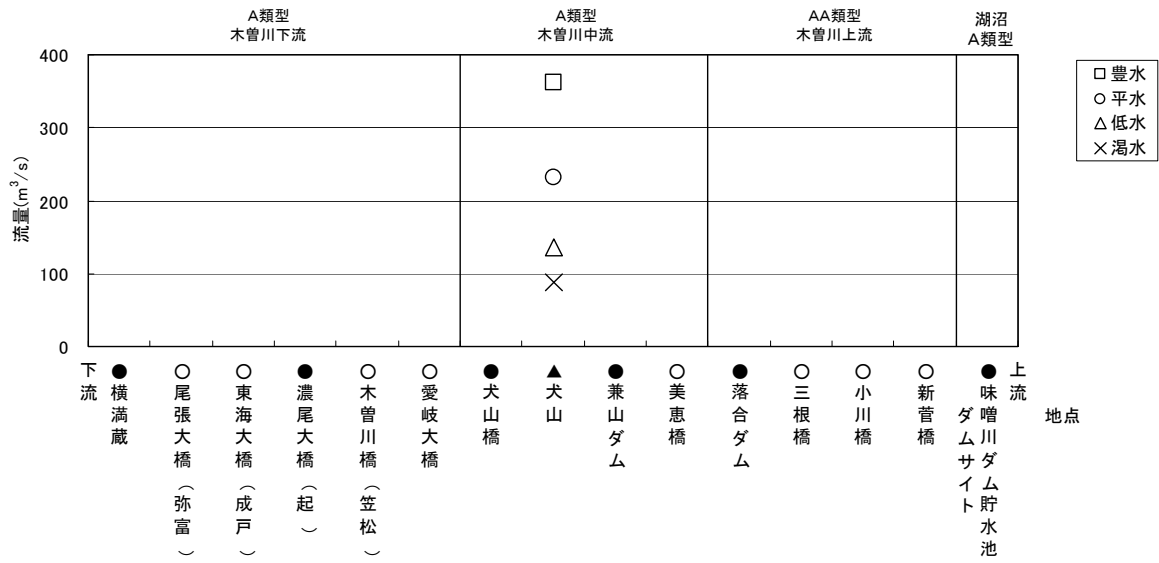 A類型
木曽川下流
A類型
木曽川中流
AA類型
木曽川上流
湖沼
A類型
400
300
200
100
0
流量(m³/s)
□豊水
○平水
△低水
×渇水
下流
●横満蔵
○尾張大橋(弥富)
○東海大橋(成戸)
●濃尾大橋(起)
○木曽川橋(笠松)
○愛岐大橋
●犬山橋
▲犬山
●兼山ダム
○美恵橋
●落合ダム
○三根橋
○小川橋
○新菅橋
●味噌川ダム貯水池
ダムサイト
上流
地点